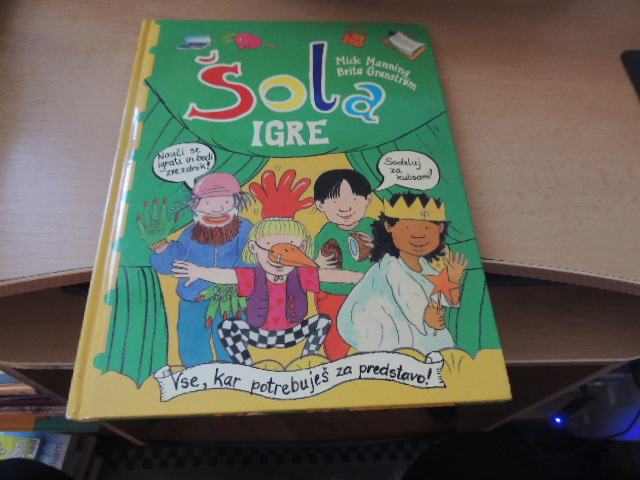 Šola
IGRE
Mick Manning
Brita Granström
Nauči se
igrati in bodi
zvezdnik!
Sodeluj
za
kulisami!
Vse, kar potrebuješ za predstavo!